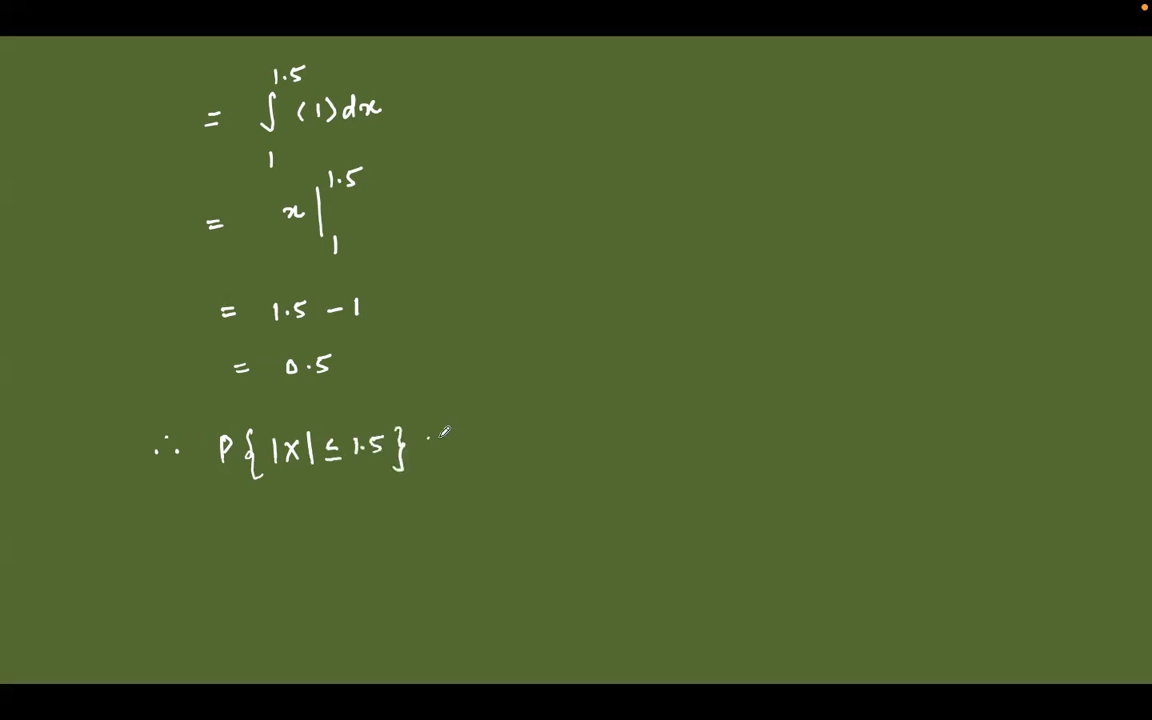 = ∫₁^1.5 (1) dx
= x |₁^1.5
= 1.5 - 1
= 0.5
∴ P{ |X| ≤ 1.5 }